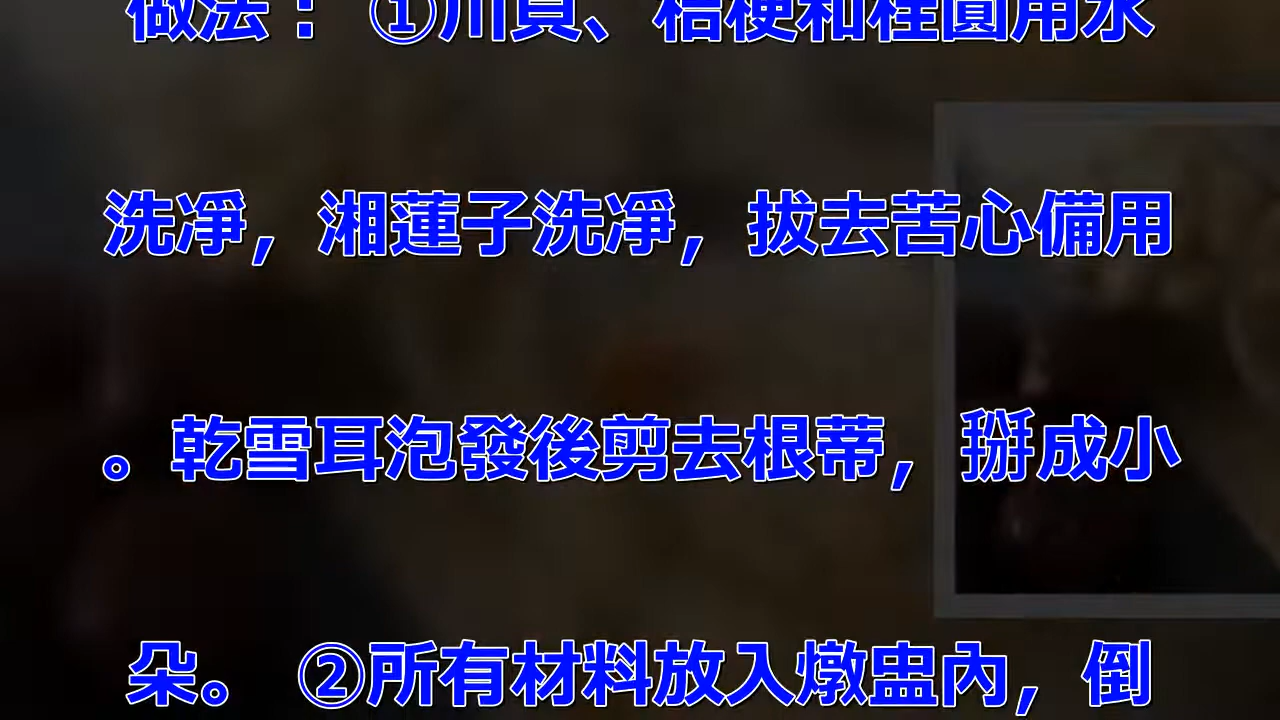 做法： ①川貝、桔梗和桂圓用水
洗凈，湘蓮子洗凈，拔去苦心備用
。乾雪耳泡發後剪去根蒂，掰成小
朵。 ②所有材料放入燉盅內，倒